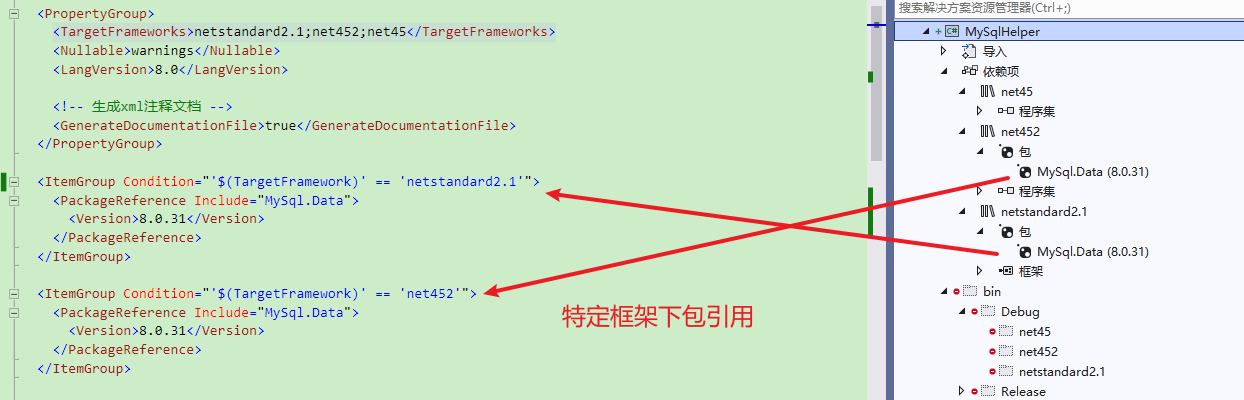 <PropertyGroup>
<TargetFrameworks>netstandard2.1;net452;net45</TargetFrameworks>
<Nullable>warnings</Nullable>
<LangVersion>8.0</LangVersion>
<!-- 生成xml注释文档 -->
<GenerateDocumentationFile>true</GenerateDocumentationFile>
</PropertyGroup>
<ItemGroup Condition="'$(TargetFramework)' == 'netstandard2.1'">
<PackageReference Include="MySql.Data">
<Version>8.0.31</Version>
</PackageReference>
</ItemGroup>
<ItemGroup Condition="'$(TargetFramework)' == 'net452'">
<PackageReference Include="MySql.Data">
<Version>8.0.31</Version>
</PackageReference>
</ItemGroup>
特定框架下包引用
搜索解决方案资源管理器(Ctrl+;)
C# MySqlHelper
导入
依赖项
net45
程序集
net452
包
MySql.Data (8.0.31)
程序集
netstandard2.1
包
MySql.Data (8.0.31)
框架
bin
Debug
net45
net452
netstandard2.1
Release